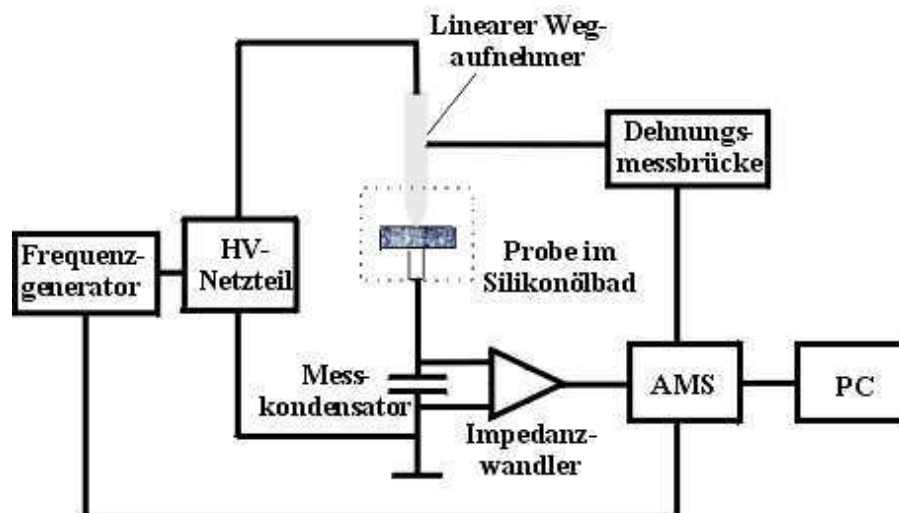 Linearer Weg-
aufnehmer
Dehnungs-
messbrücke
HV-
Netzteil
Frequenz-
generator
Probe im
Silikonölbad
Mess-
kondensator
Impedanz-
wandler
AMS
PC